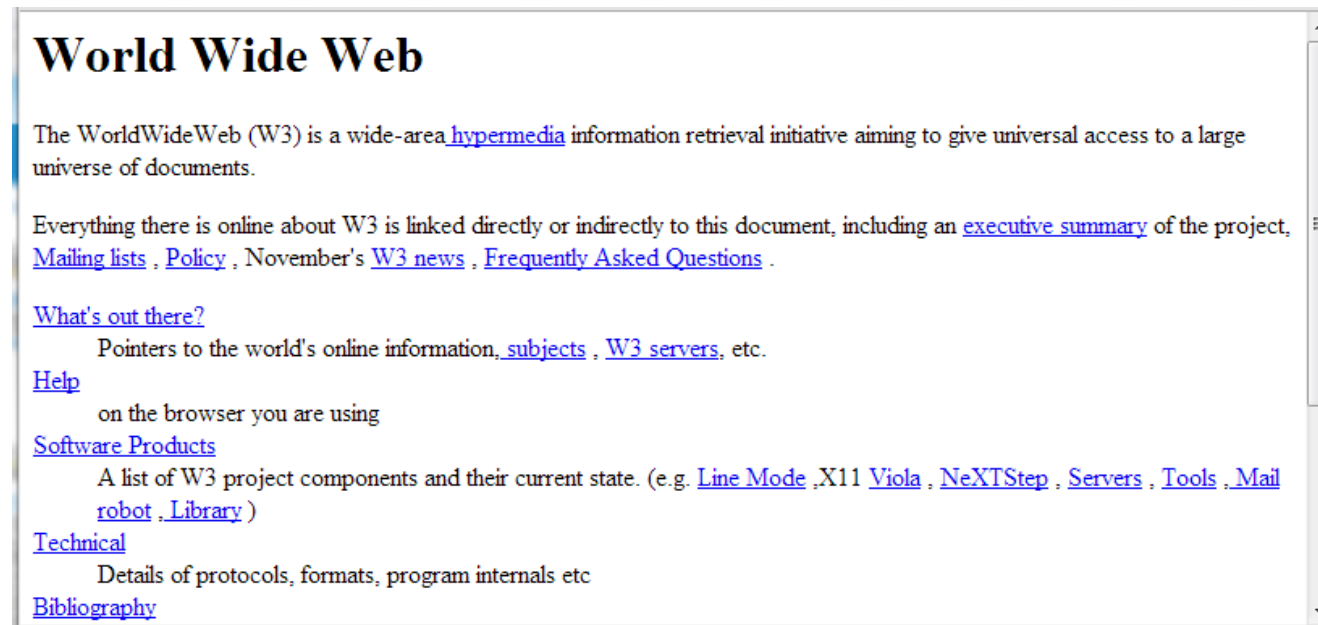 World Wide Web
The WorldWideWeb (W3) is a wide-area hypermedia information retrieval initiative aiming to give universal access to a large
universe of documents.
Everything there is online about W3 is linked directly or indirectly to this document, including an executive summary of the project,
Mailing lists , Policy , November's W3 news , Frequently Asked Questions .
What's out there?
Pointers to the world's online information, subjects , W3 servers, etc.
Help
on the browser you are using
Software Products
A list of W3 project components and their current state. (e.g. Line Mode ,X11 Viola , NeXTStep , Servers , Tools , Mail
robot , Library )
Technical
Details of protocols, formats, program internals etc
Bibliography